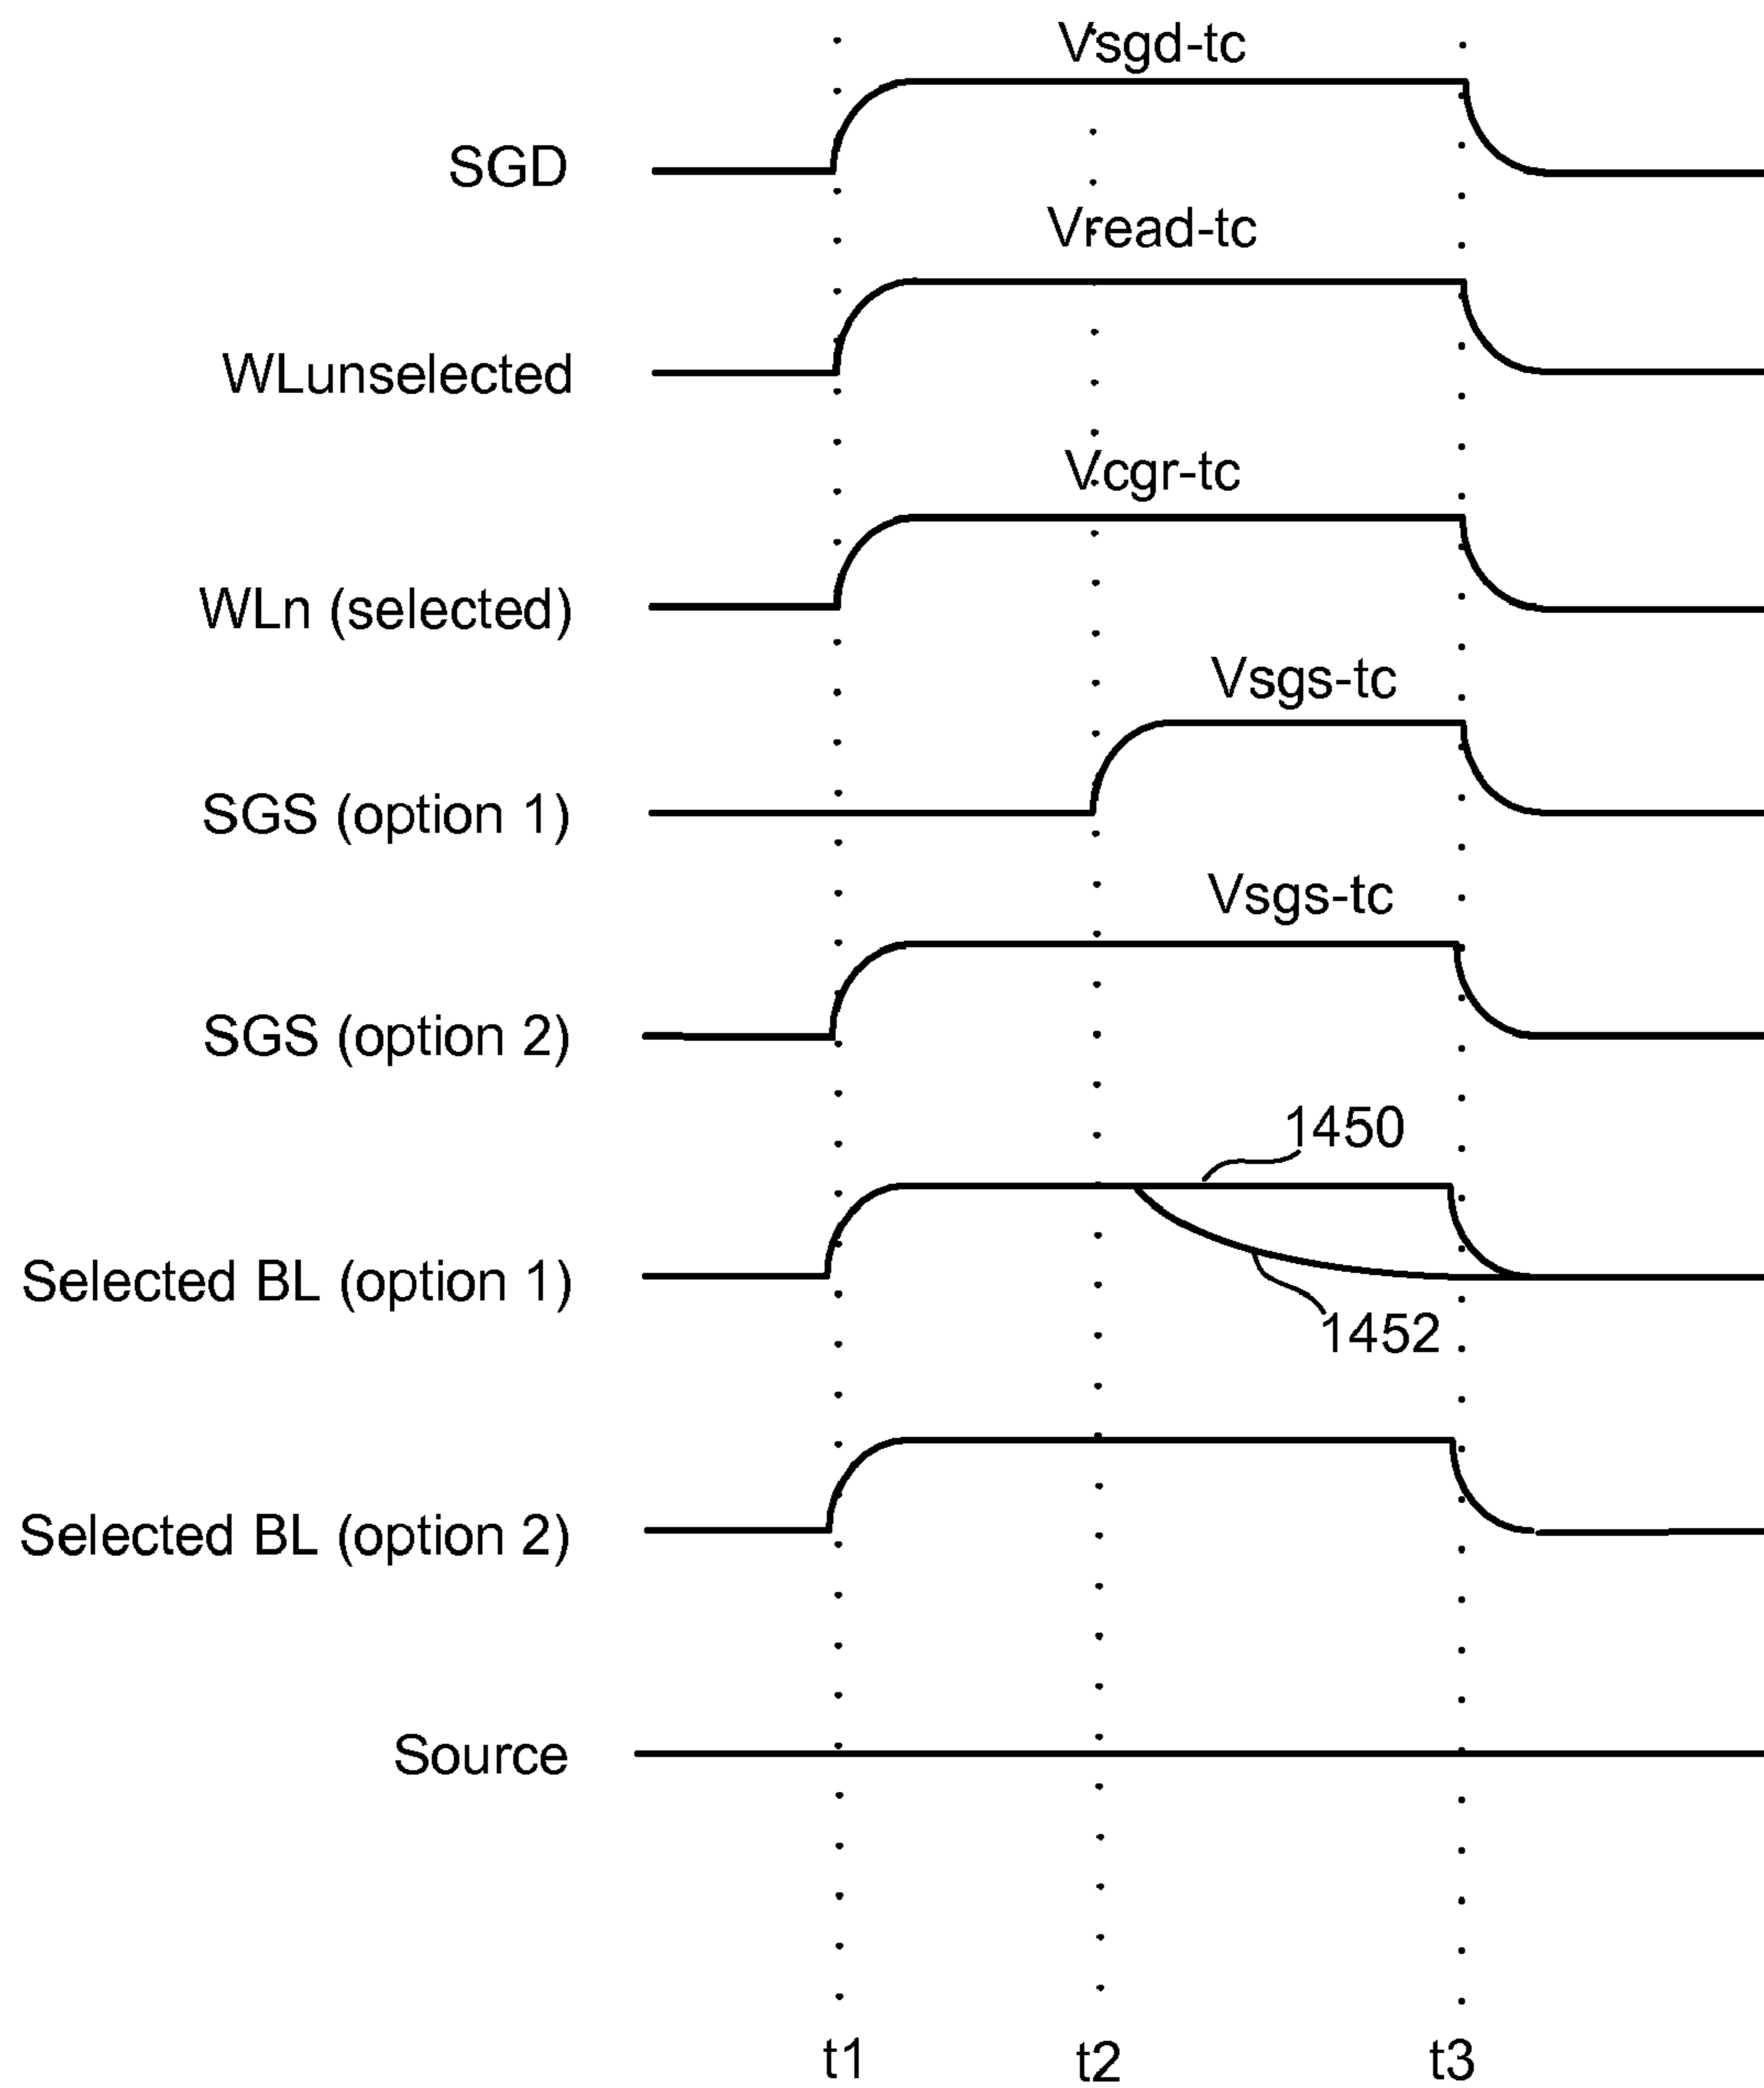 Vsgd-tc
SGD
Vread-tc
WLunselected
Vcgr-tc
WLn (selected)
Vsgs-tc
SGS (option 1)
Vsgs-tc
SGS (option 2)
1450
Selected BL (option 1)
1452
Selected BL (option 2)
Source
t1 t2 t3